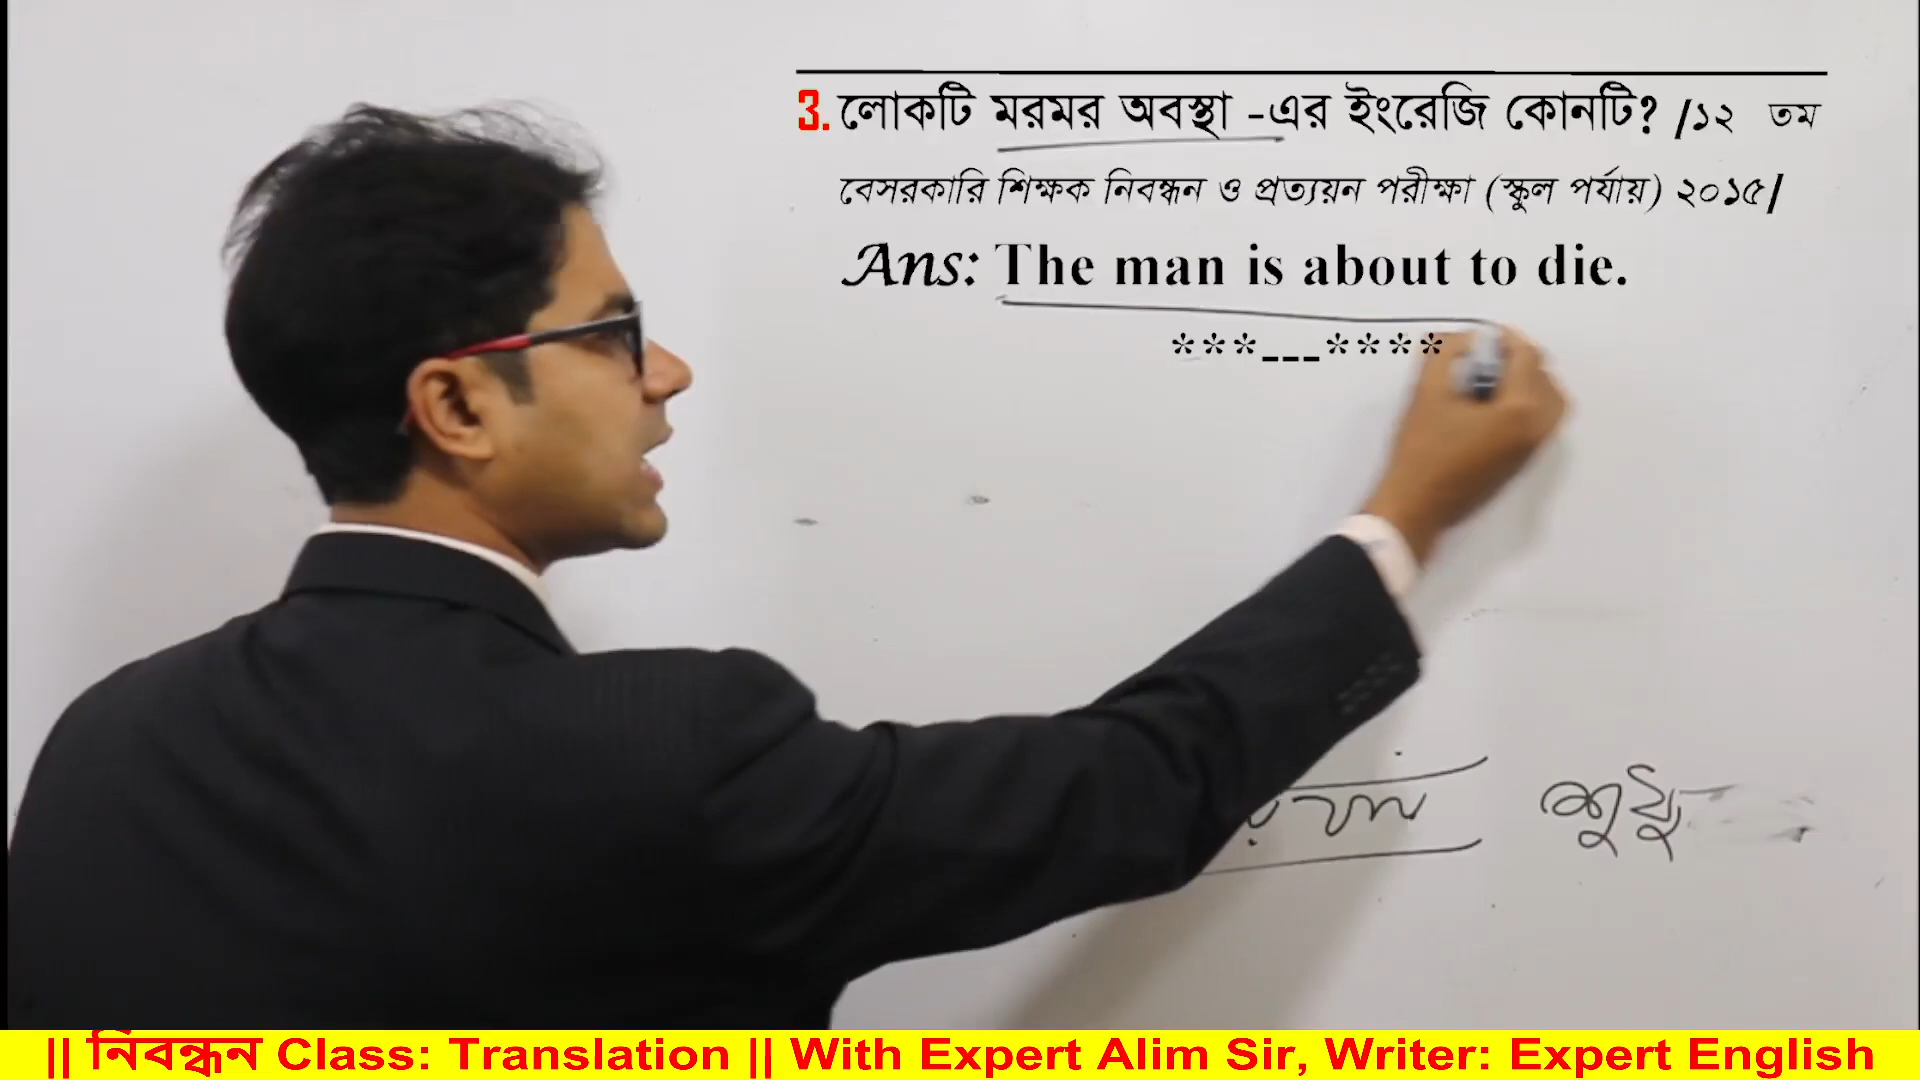 3. লোকটি মরমর অবস্থা -এর ইংরেজি কোনটি? /১২ তম
বেসরকারি শিক্ষক নিবন্ধন ও প্রত্যয়ন পরীক্ষা (স্কুল পর্যায়) ২০১৫/
Ans: The man is about to die.
***---****
শুধু
|| নিবন্ধন Class: Translation || With Expert Alim Sir, Writer: Expert English